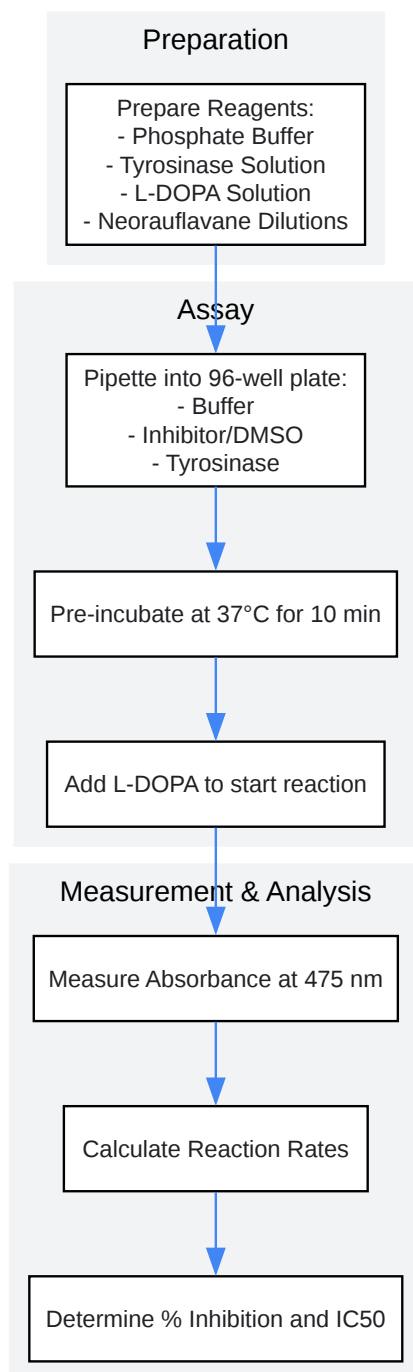 Preparation
Prepare Reagents:
- Phosphate Buffer
- Tyrosinase Solution
- L-DOPA Solution
- Neorauflavane Dilutions
Assay
Pipette into 96-well plate:
- Buffer
- Inhibitor/DMSO
- Tyrosinase
Pre-incubate at 37°C for 10 min
Add L-DOPA to start reaction
Measurement & Analysis
Measure Absorbance at 475 nm
Calculate Reaction Rates
Determine % Inhibition and IC50